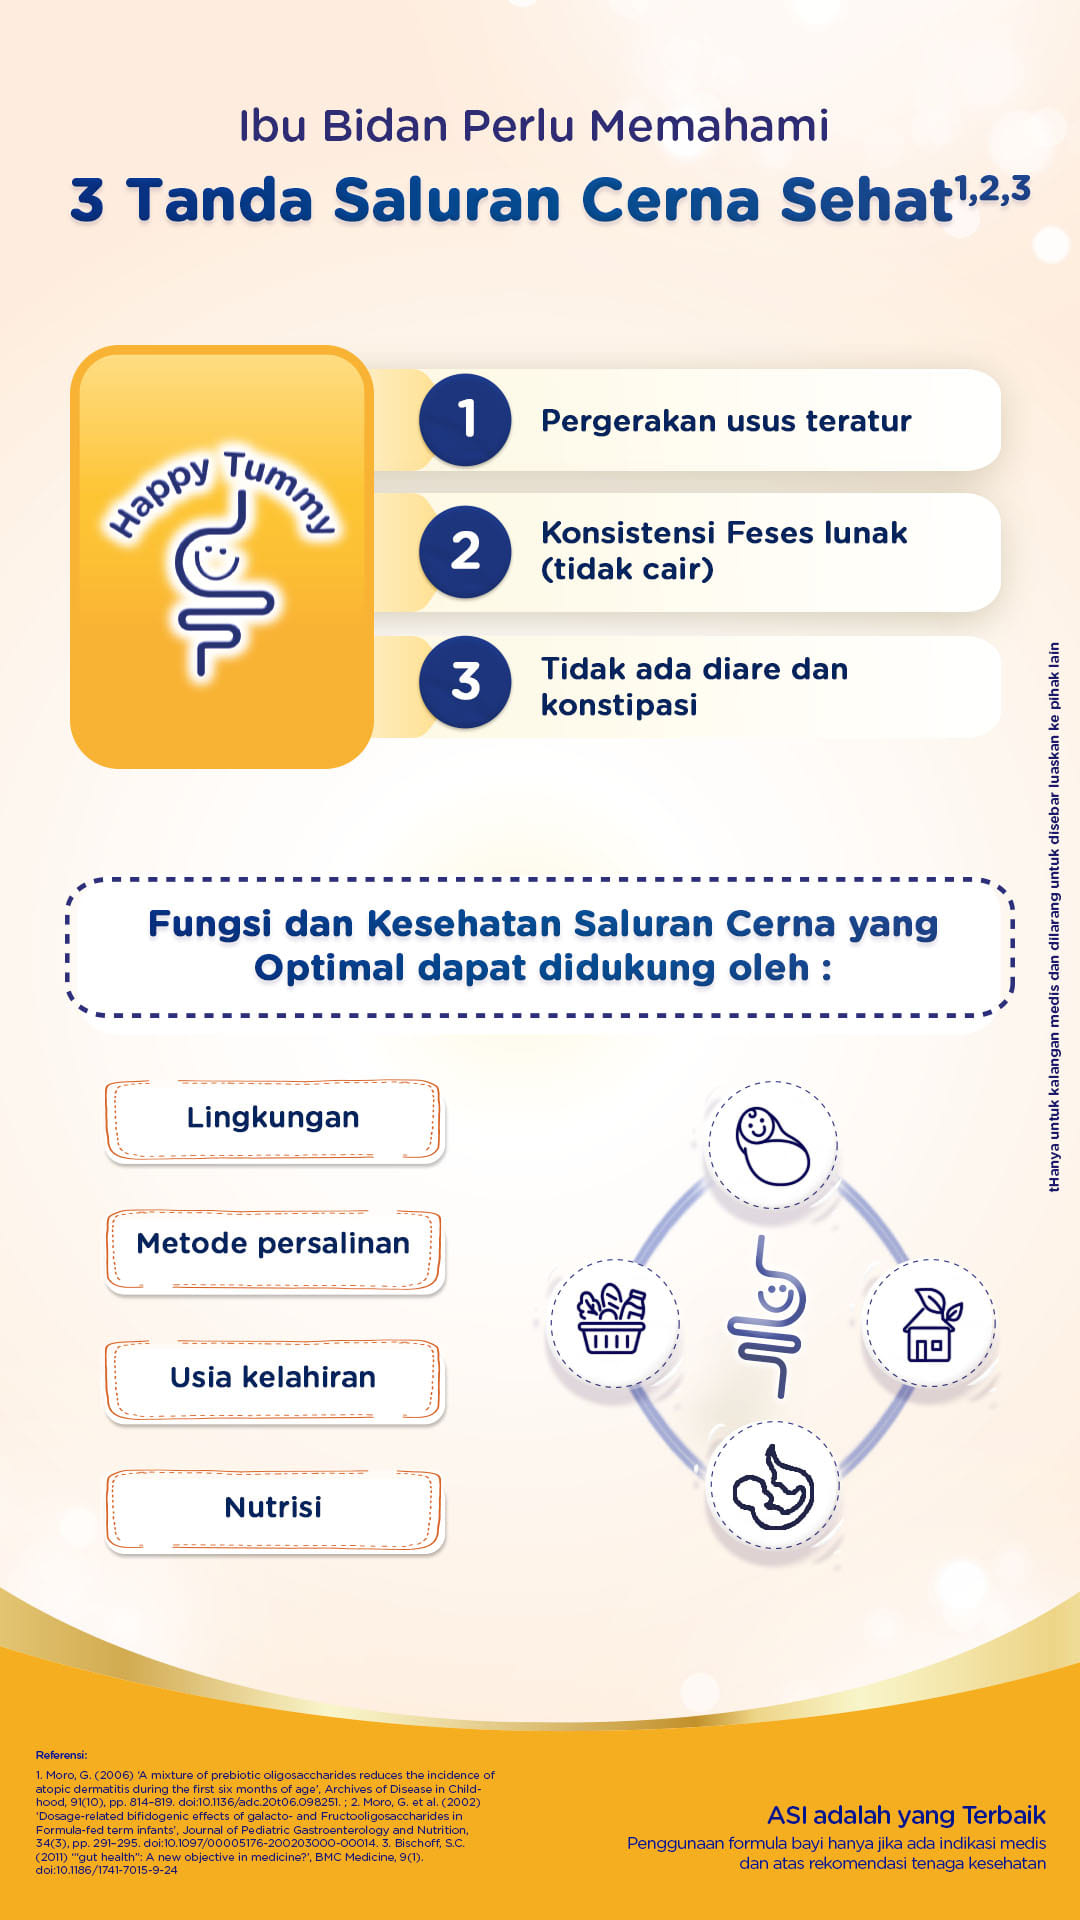 Ibu Bidan Perlu Memahami
3 Tanda Saluran Cerna Sehat1,2,3
Happy Tummy
1
Pergerakan usus teratur
2
Konsistensi Feses lunak
(tidak cair)
3
Tidak ada diare dan
konstipasi
tHanya untuk kalangan medis dan dilarang untuk disebar luaskan ke pihak lain
Fungsi dan Kesehatan Saluran Cerna yang
Optimal dapat didukung oleh :
Lingkungan
Metode persalinan
Usia kelahiran
Nutrisi
Referensi:
1. Moro, G. (2006) ‘A mixture of prebiotic oligosaccharides reduces the incidence of
atopic dermatitis during the first six months of age’, Archives of Disease in Child-
hood, 91(10), pp. 814–819. doi:10.1136/adc.20t06.098251. ; 2. Moro, G. et al. (2002)
‘Dosage-related bifidogenic effects of galacto- and Fructooligosaccharides in
Formula-fed term infants’, Journal of Pediatric Gastroenterology and Nutrition,
34(3), pp. 291–295. doi:10.1097/00005176-200203000-00014. 3. Bischoff, S.C.
(2011) ‘“gut health”: A new objective in medicine?’, BMC Medicine, 9(1).
doi:10.1186/1741-7015-9-24
ASI adalah yang Terbaik
Penggunaan formula bayi hanya jika ada indikasi medis
dan atas rekomendasi tenaga kesehatan